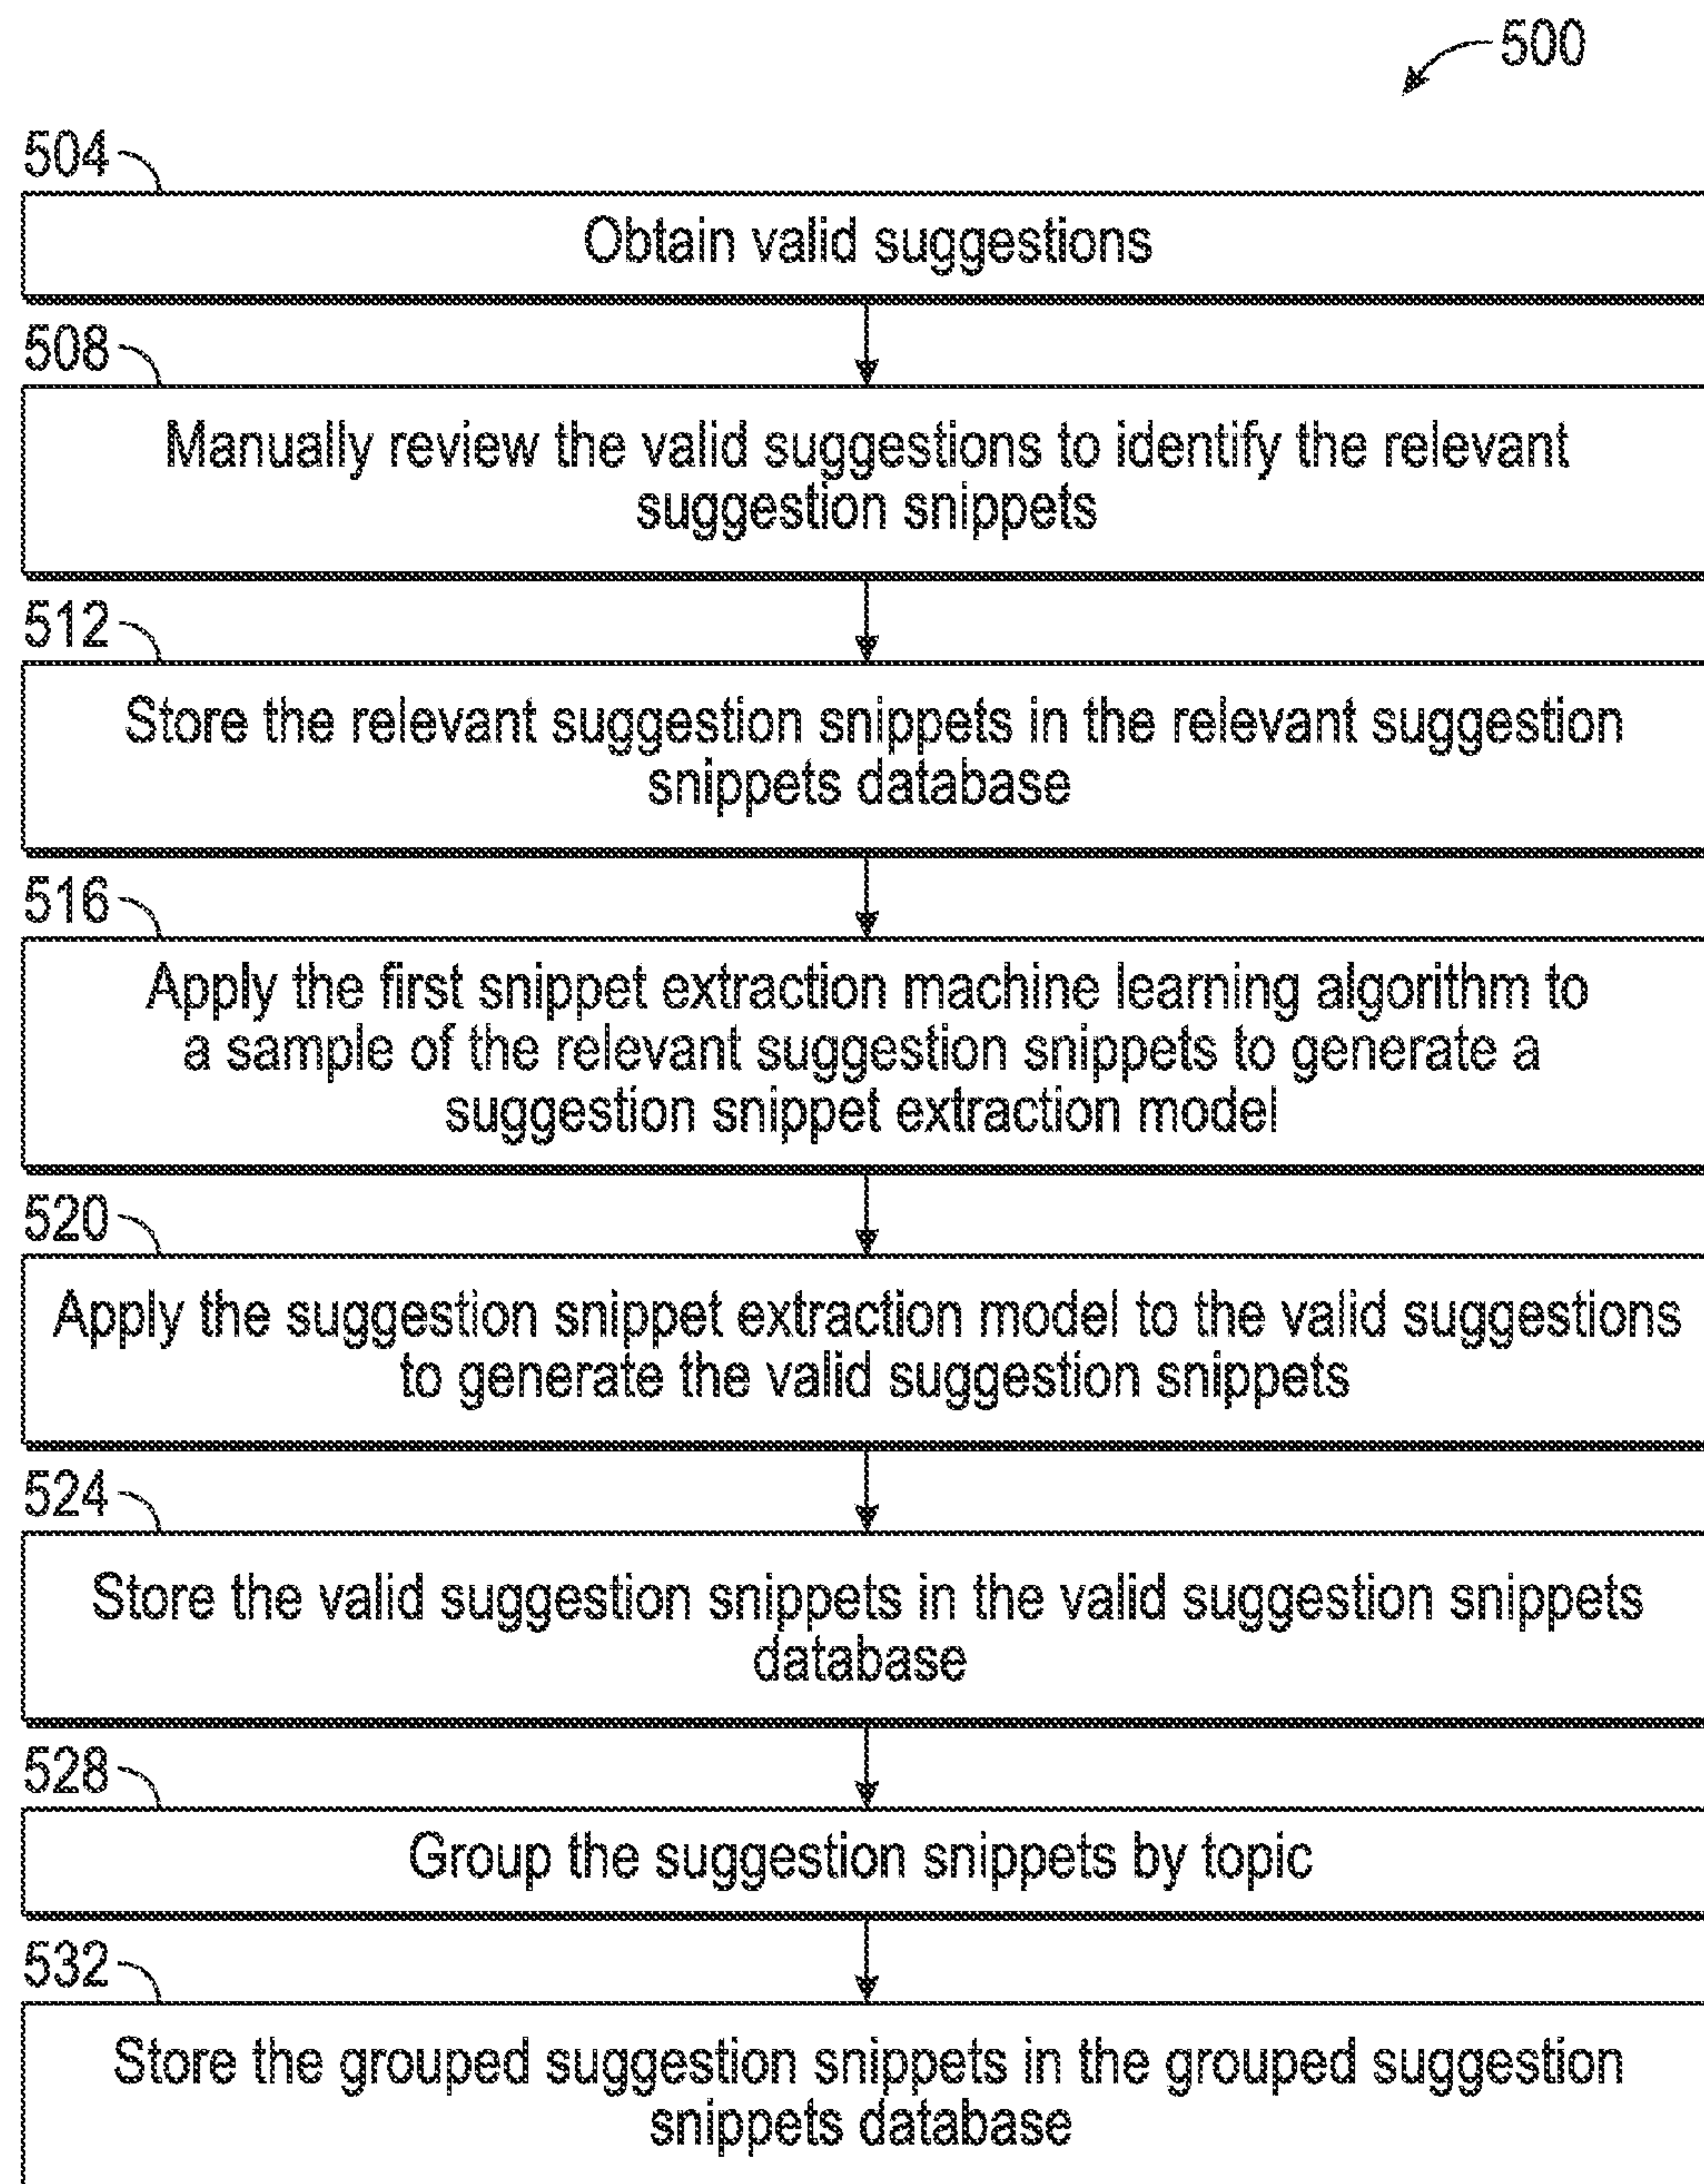 500
504
Obtain valid suggestions
508
Manually review the valid suggestions to identify the relevant
suggestion snippets
512
Store the relevant suggestion snippets in the relevant suggestion
snippets database
516
Apply the first snippet extraction machine learning algorithm to
a sample of the relevant suggestion snippets to generate a
suggestion snippet extraction model
520
Apply the suggestion snippet extraction model to the valid suggestions
to generate the valid suggestion snippets
524
Store the valid suggestion snippets in the valid suggestion snippets
database
528
Group the suggestion snippets by topic
532
Store the grouped suggestion snippets in the grouped suggestion
snippets database